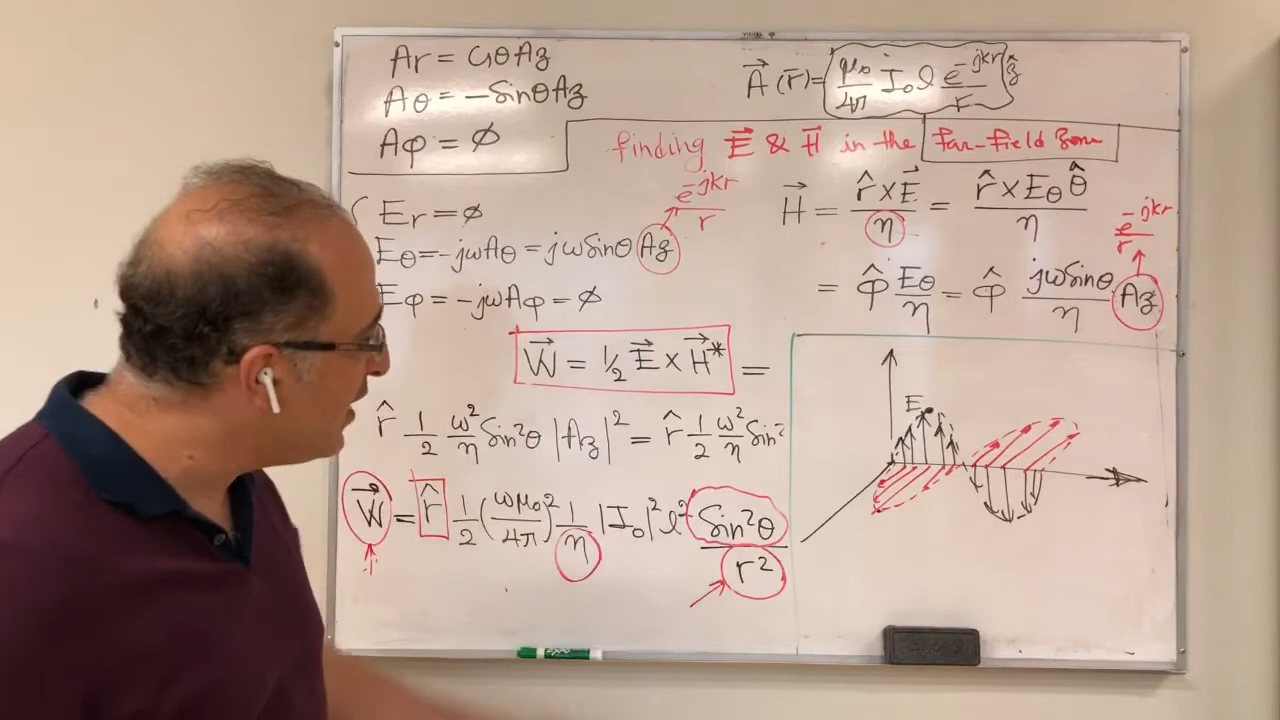 Ar = Cosθ Az
Aθ = -Sinθ Az
Aφ = ∅
A⃗ (r̄) = μ₀/4π I₀ l e^-jkr/r ẑ
finding E⃗ & H⃗ in the far-field zone
Er = ∅
Eθ = -jωAθ = jω Sinθ Az
e^-jkr/r
Eφ = -jωAφ = ∅
H⃗ = r̂ x E⃗/η = r̂ x Eθ θ̂/η
= φ̂ Eθ/η = φ̂ jω Sinθ/η Az
e^-jkr/r
W⃗ = 1/2 E⃗ x H⃗* =
r̂ 1/2 ω²/η Sin²θ |Az|² = r̂ 1/2 ω²/η Sin²
W⃗ = r̂ 1/2 (ωμ₀/4π)² 1/η |I₀|² l² Sin²θ/r²
E
EXPO